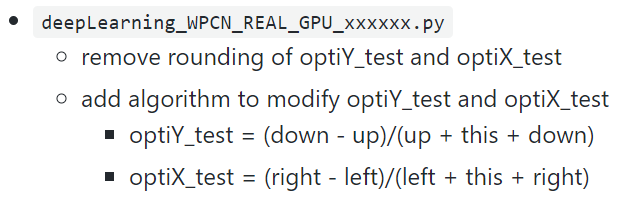 deepLearning_WPCN_REAL_GPU_xxxxxx.py
remove rounding of optiY_test and optiX_test
add algorithm to modify optiY_test and optiX_test
optiY_test = (down - up)/(up + this + down)
optiX_test = (right - left)/(left + this + right)